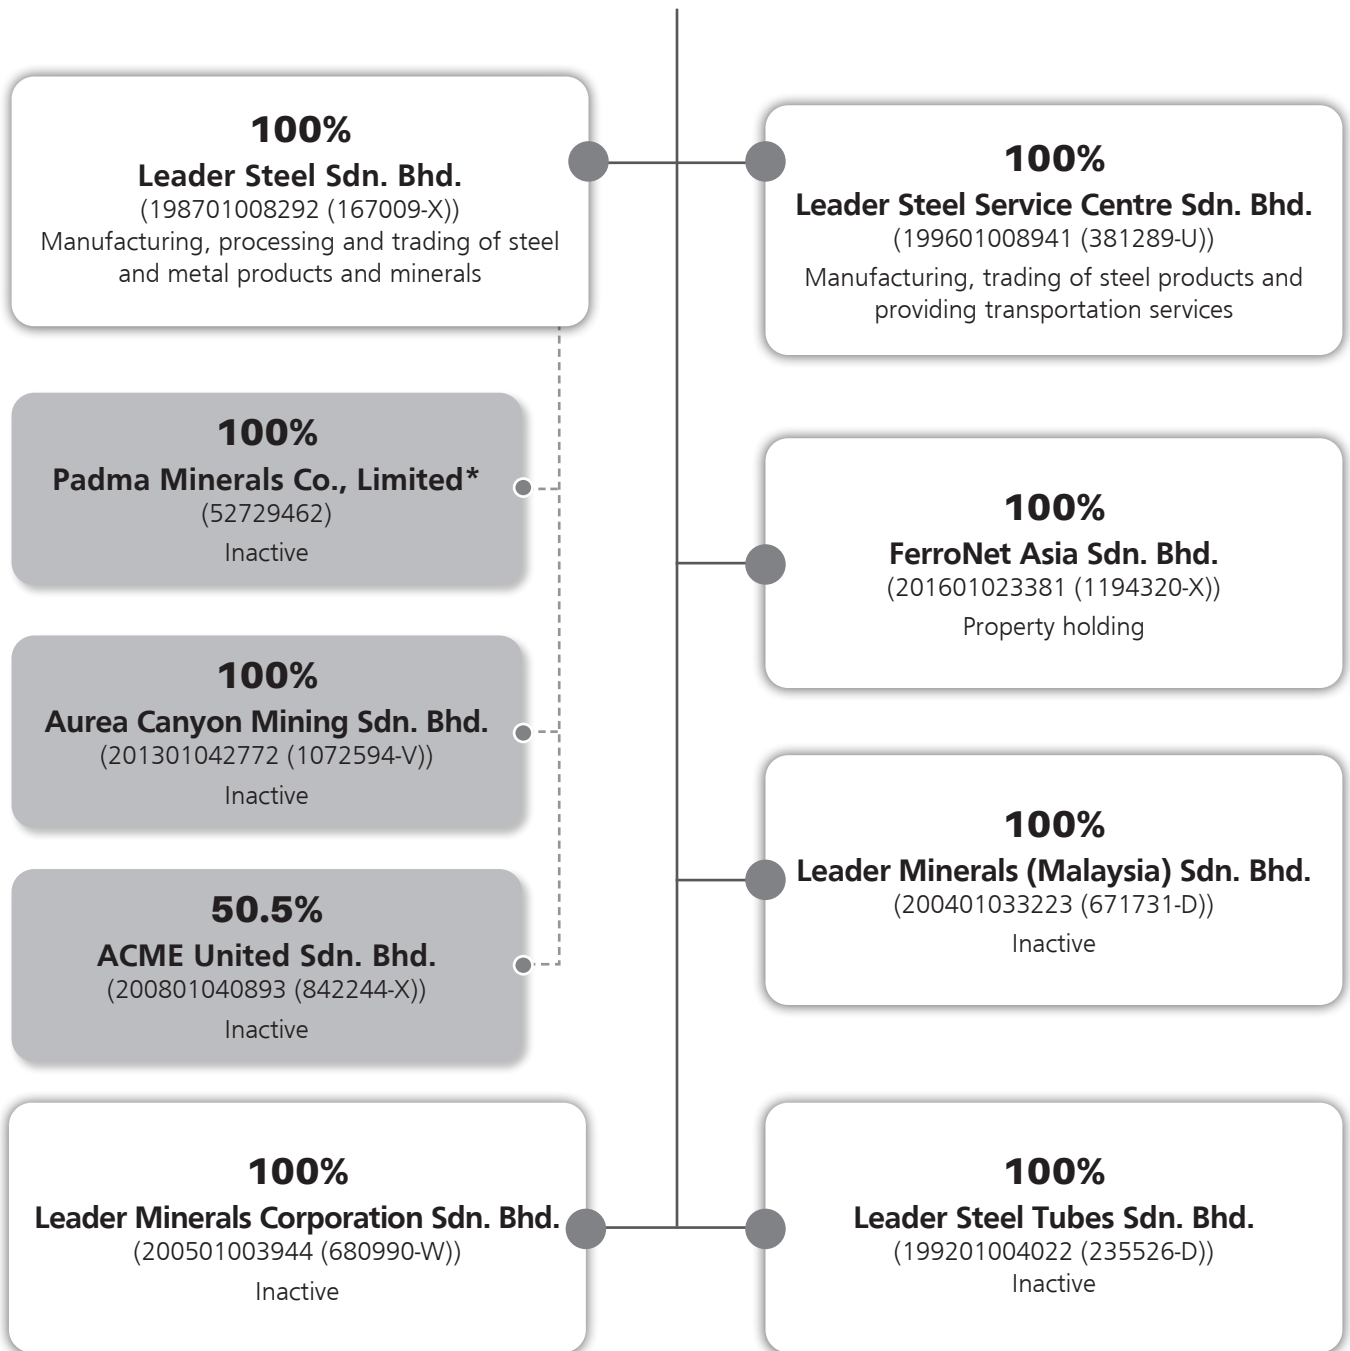 100%
Leader Steel Sdn. Bhd.
(198701008292 (167009-X))
Manufacturing, processing and trading of steel
and metal products and minerals
100%
Leader Steel Service Centre Sdn. Bhd.
(199601008941 (381289-U))
Manufacturing, trading of steel products and
providing transportation services
100%
Padma Minerals Co., Limited*
(52729462)
Inactive
100%
FerroNet Asia Sdn. Bhd.
(201601023381 (1194320-X))
Property holding
100%
Aurea Canyon Mining Sdn. Bhd.
(201301042772 (1072594-V))
Inactive
100%
Leader Minerals (Malaysia) Sdn. Bhd.
(200401033223 (671731-D))
Inactive
50.5%
ACME United Sdn. Bhd.
(200801040893 (842244-X))
Inactive
100%
Leader Minerals Corporation Sdn. Bhd.
(200501003944 (680990-W))
Inactive
100%
Leader Steel Tubes Sdn. Bhd.
(199201004022 (235526-D))
Inactive